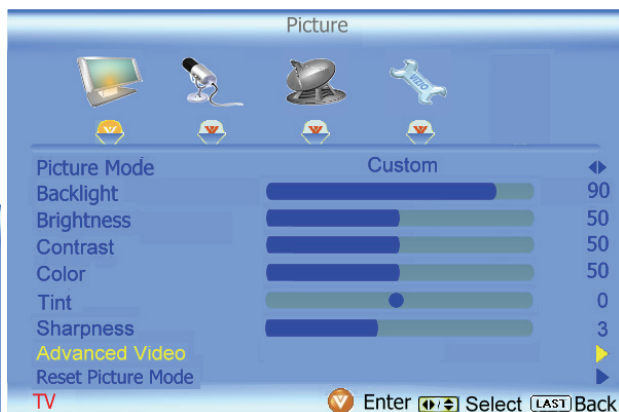 Picture
VIZIO
Picture Mode Custom
Backlight 90
Brightness 50
Contrast 50
Color 50
Tint 0
Sharpness 3
Advanced Video
Reset Picture Mode
TV Enter Select LAST Back